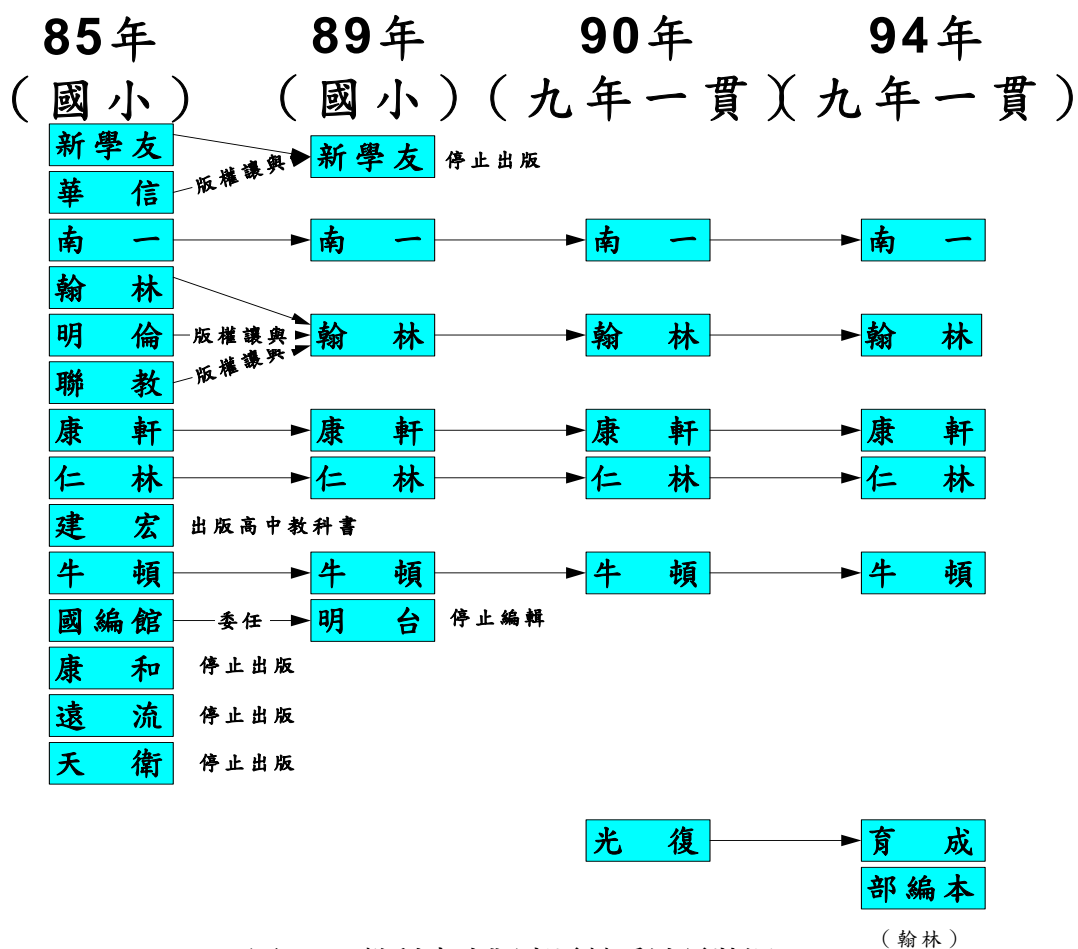 85年 89年 90年 94年
(國小) (國小) (九年一貫) (九年一貫)
新學友 新學友 停止出版
版權讓與
華信
南一 南一 南一 南一
翰林
明倫 版權讓與 翰林 翰林 翰林
聯教 版權讓與
康軒 康軒 康軒 康軒
仁林 仁林 仁林 仁林
建宏 出版高中教科書
牛頓 牛頓 牛頓 牛頓
國編館 委任 明台 停止編輯
康和 停止出版
遠流 停止出版
天衛 停止出版
光復 育成
部編本
(翰林)